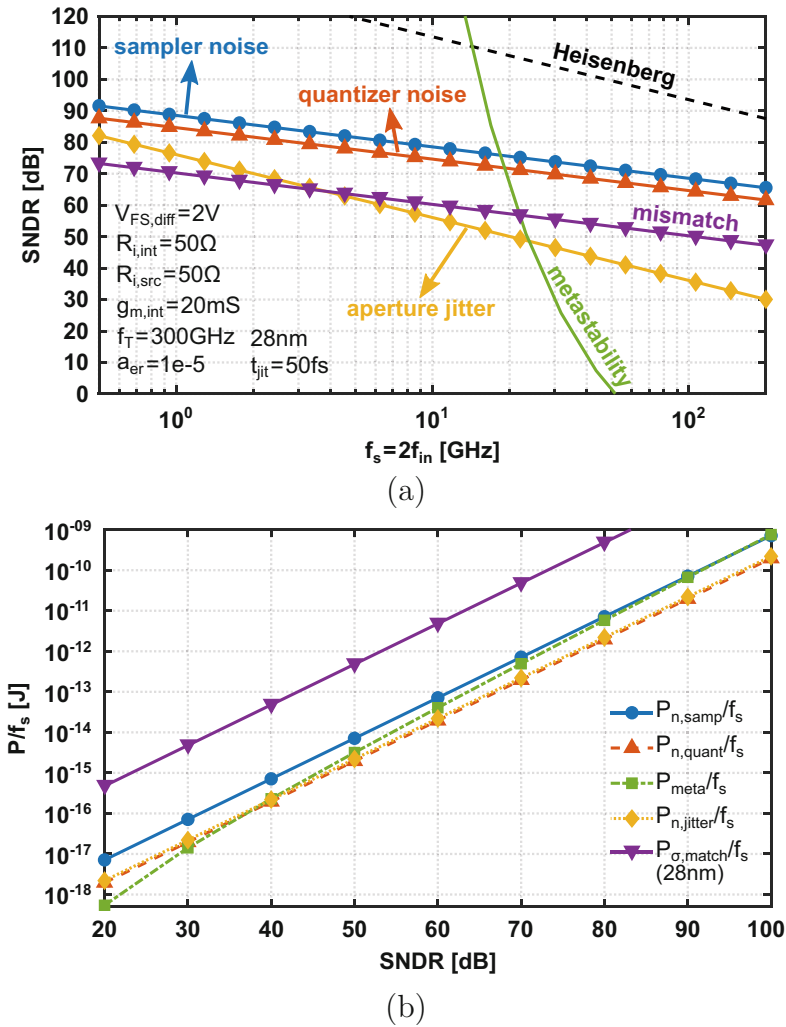 120
110
100
90
80
70
60
50
40
30
20
10
0
SNDR [dB]
sampler noise
quantizer noise
Heisenberg
mismatch
aperture jitter
metastability
V_FS,diff=2V
R_i,int=50Ω
R_i,src=50Ω
g_m,int=20mS
f_T=300GHz 28nm
a_er=1e-5 t_jit=50fs
10^0 10^1 10^2
f_s=2f_in [GHz]
(a)
10^-09
10^-10
10^-11
10^-12
10^-13
10^-14
10^-15
10^-16
10^-17
10^-18
P/f_s [J]
P_n,samp/f_s
P_n,quant/f_s
P_meta/f_s
P_n,jitter/f_s
P_σ,match/f_s
(28nm)
20 30 40 50 60 70 80 90 100
SNDR [dB]
(b)